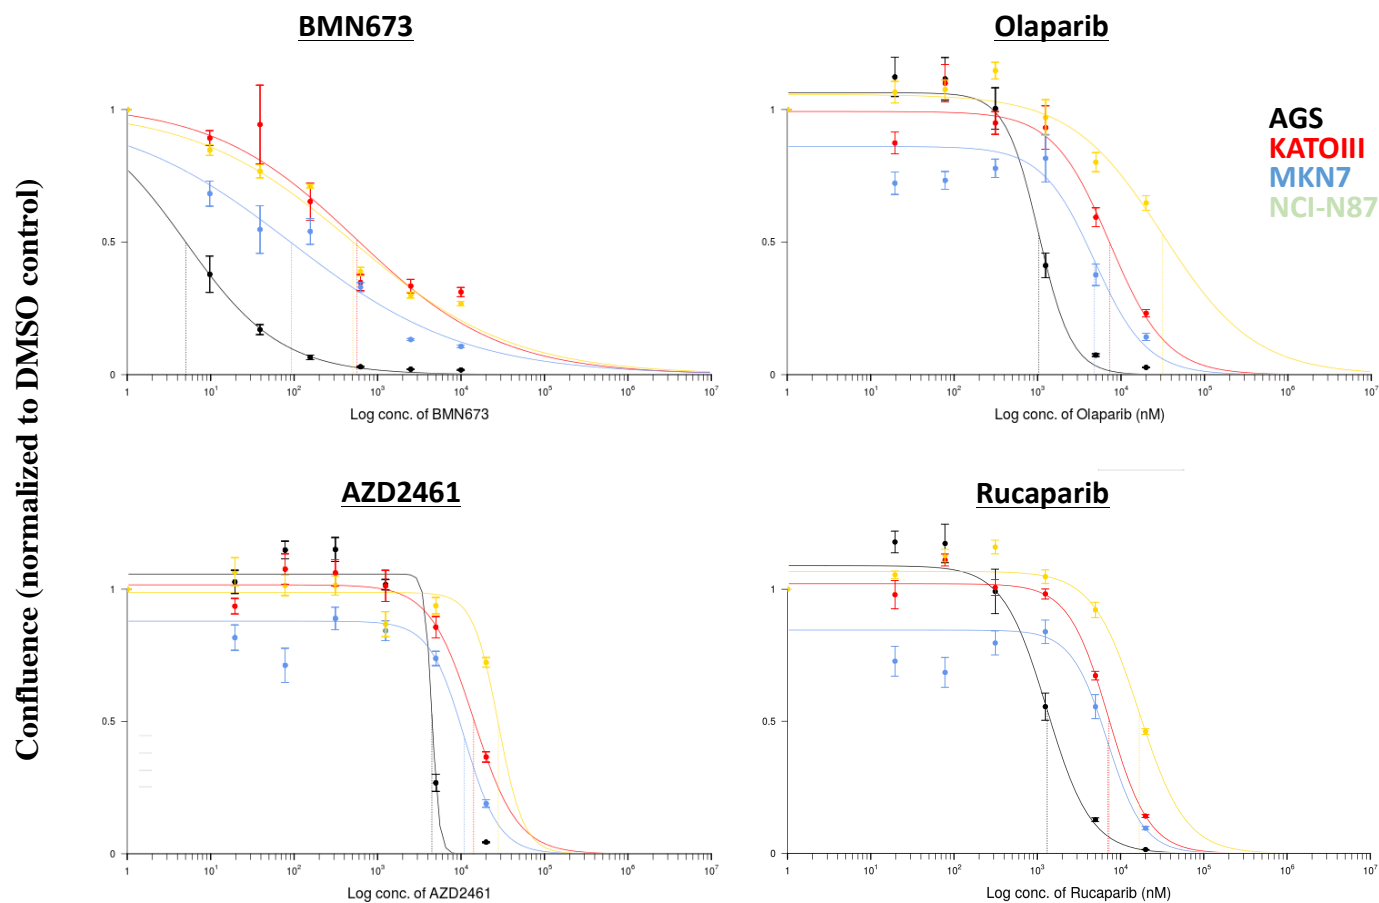 BMN673
Olaparib
Confluence (normalized to DMSO control)
1
0.5
0
1 10¹ 10² 10³ 10⁴ 10⁵ 10⁶ 10⁷
Log conc. of BMN673
1
0.5
0
1 10¹ 10² 10³ 10⁴ 10⁵ 10⁶ 10⁷
Log conc. of Olaparib (nM)
AGS
KATOIII
MKN7
NCI-N87
AZD2461
Rucaparib
1
0.5
0
1 10¹ 10² 10³ 10⁴ 10⁵ 10⁶ 10⁷
Log conc. of AZD2461
1
0.5
0
1 10¹ 10² 10³ 10⁴ 10⁵ 10⁶ 10⁷
Log conc. of Rucaparib (nM)